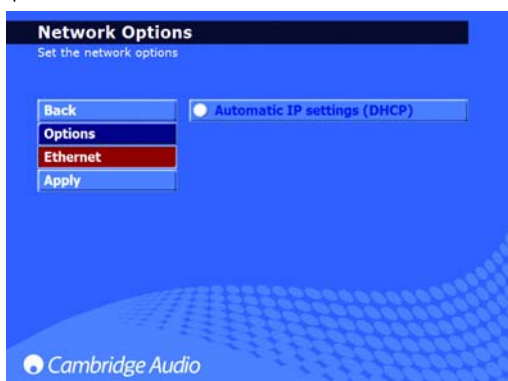 Network Options
Set the network options
Back
Automatic IP settings (DHCP)
Options
Ethernet
Apply
Cambridge Audio